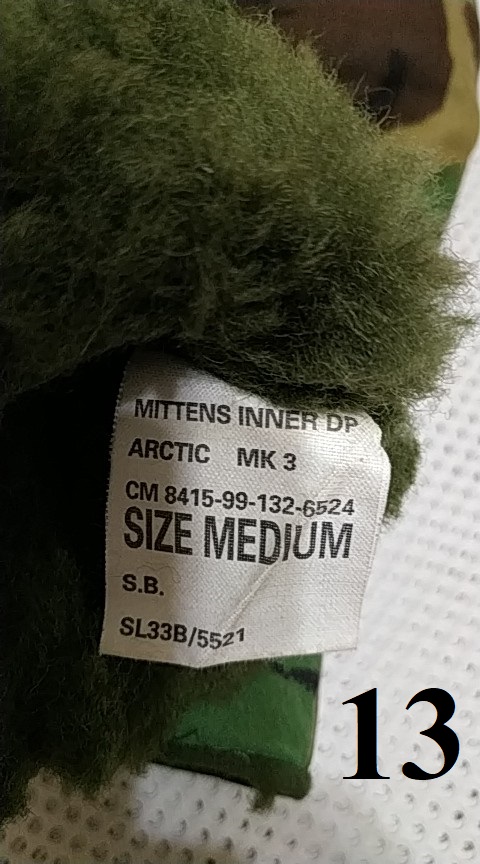 MITTENS INNER DP
ARCTIC MK 3
CM 8415-99-132-6524
SIZE MEDIUM
S.B.
SL33B/5521
13